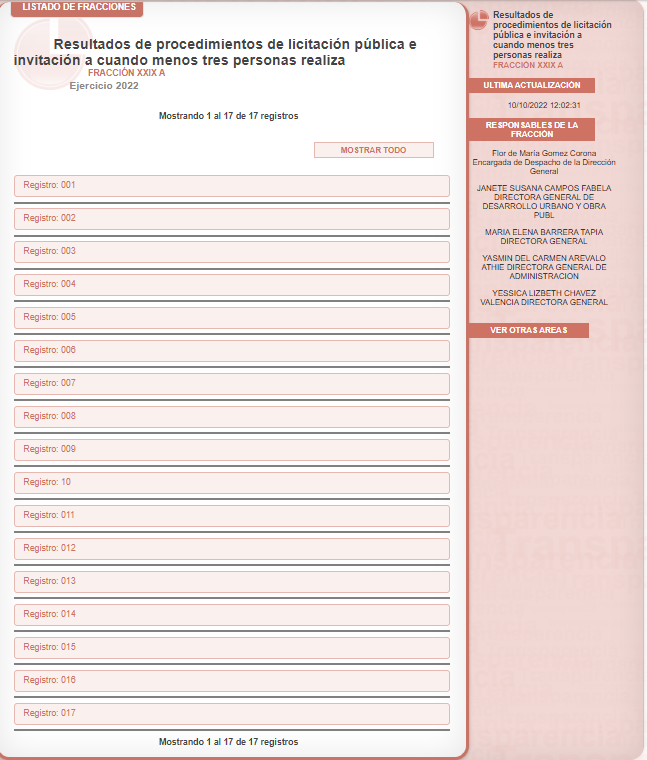 LISTADO DE FRACCIONES
Resultados de procedimientos de licitación pública e
invitación a cuando menos tres personas realiza
FRACCIÓN XXIX A
Ejercicio 2022
Mostrando 1 al 17 de 17 registros
MOSTRAR TODO
Registro: 001
Registro: 002
Registro: 003
Registro: 004
Registro: 005
Registro: 006
Registro: 007
Registro: 008
Registro: 009
Registro: 10
Registro: 011
Registro: 012
Registro: 013
Registro: 014
Registro: 015
Registro: 016
Registro: 017
Mostrando 1 al 17 de 17 registros
Resultados de
procedimientos de licitación
pública e invitación a
cuando menos tres
personas realiza
FRACCIÓN XXIX A
ULTIMA ACTUALIZACIÓN
10/10/2022 12:02:31
RESPONSABLES DE LA
FRACCIÓN
Flor de María Gomez Corona
Encargada de Despacho de la Dirección
General
JANETE SUSANA CAMPOS FABELA
DIRECTORA GENERAL DE
DESARROLLO URBANO Y OBRA
PUBL
MARIA ELENA BARRERA TAPIA
DIRECTORA GENERAL
YASMIN DEL CARMEN AREVALO
ATHIE DIRECTORA GENERAL DE
ADMINISTRACION
YESSICA LIZBETH CHAVEZ
VALENCIA DIRECTORA GENERAL
VER OTRAS AREAS